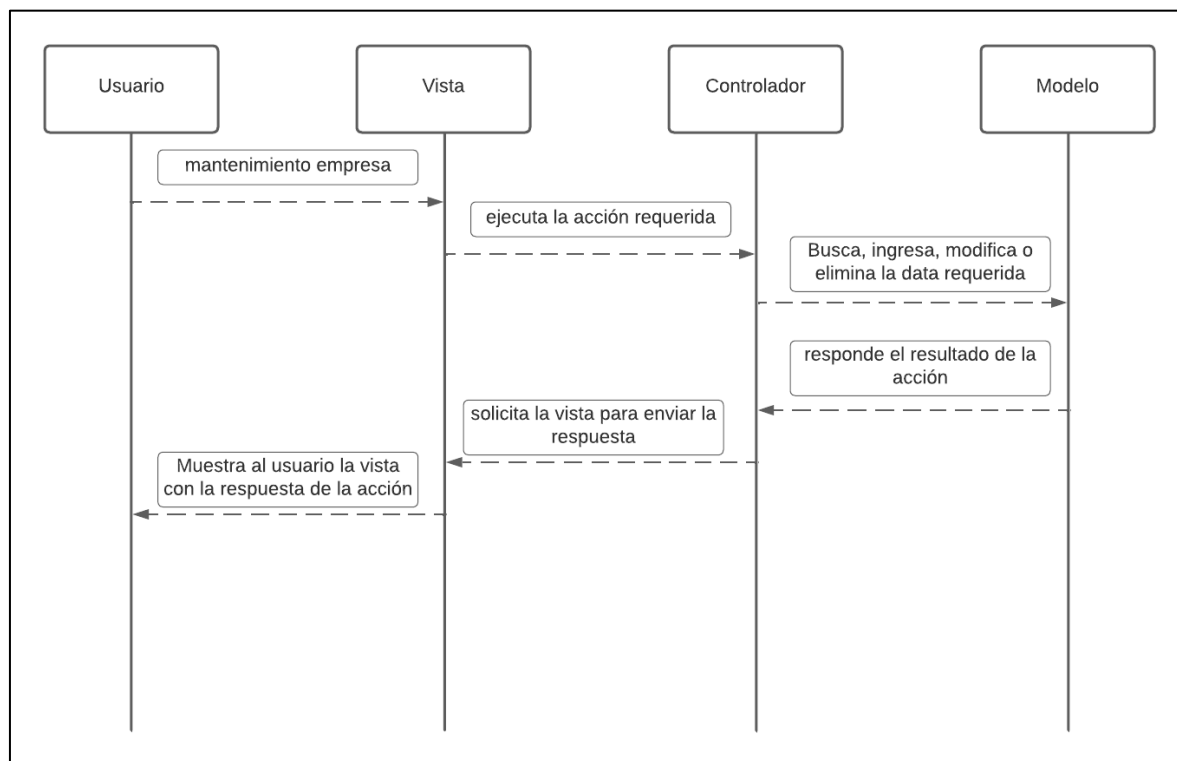 Usuario
Vista
Controlador
Modelo
mantenimiento empresa
ejecuta la acción requerida
Busca, ingresa, modifica o
elimina la data requerida
responde el resultado de la
acción
solicita la vista para enviar la
respuesta
Muestra al usuario la vista
con la respuesta de la acción